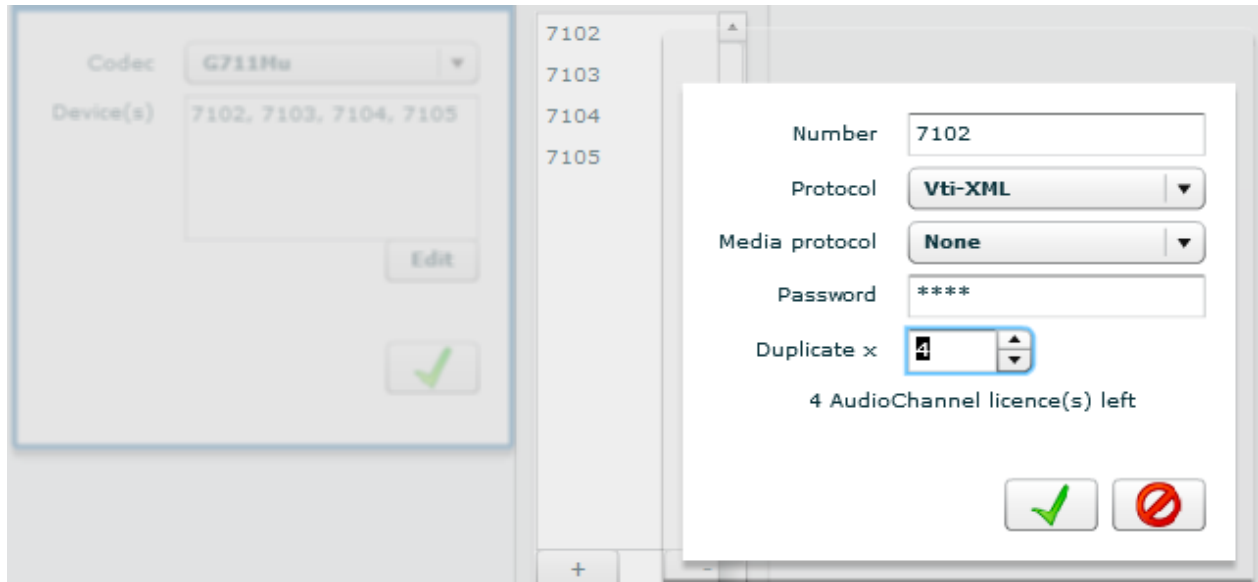 Codec
G711Mu
Device(s)
7102, 7103, 7104, 7105
Edit
7102
7103
7104
7105
+
-
Number
7102
Protocol
Vti-XML
Media protocol
None
Password
****
Duplicate x
4
4 AudioChannel licence(s) left